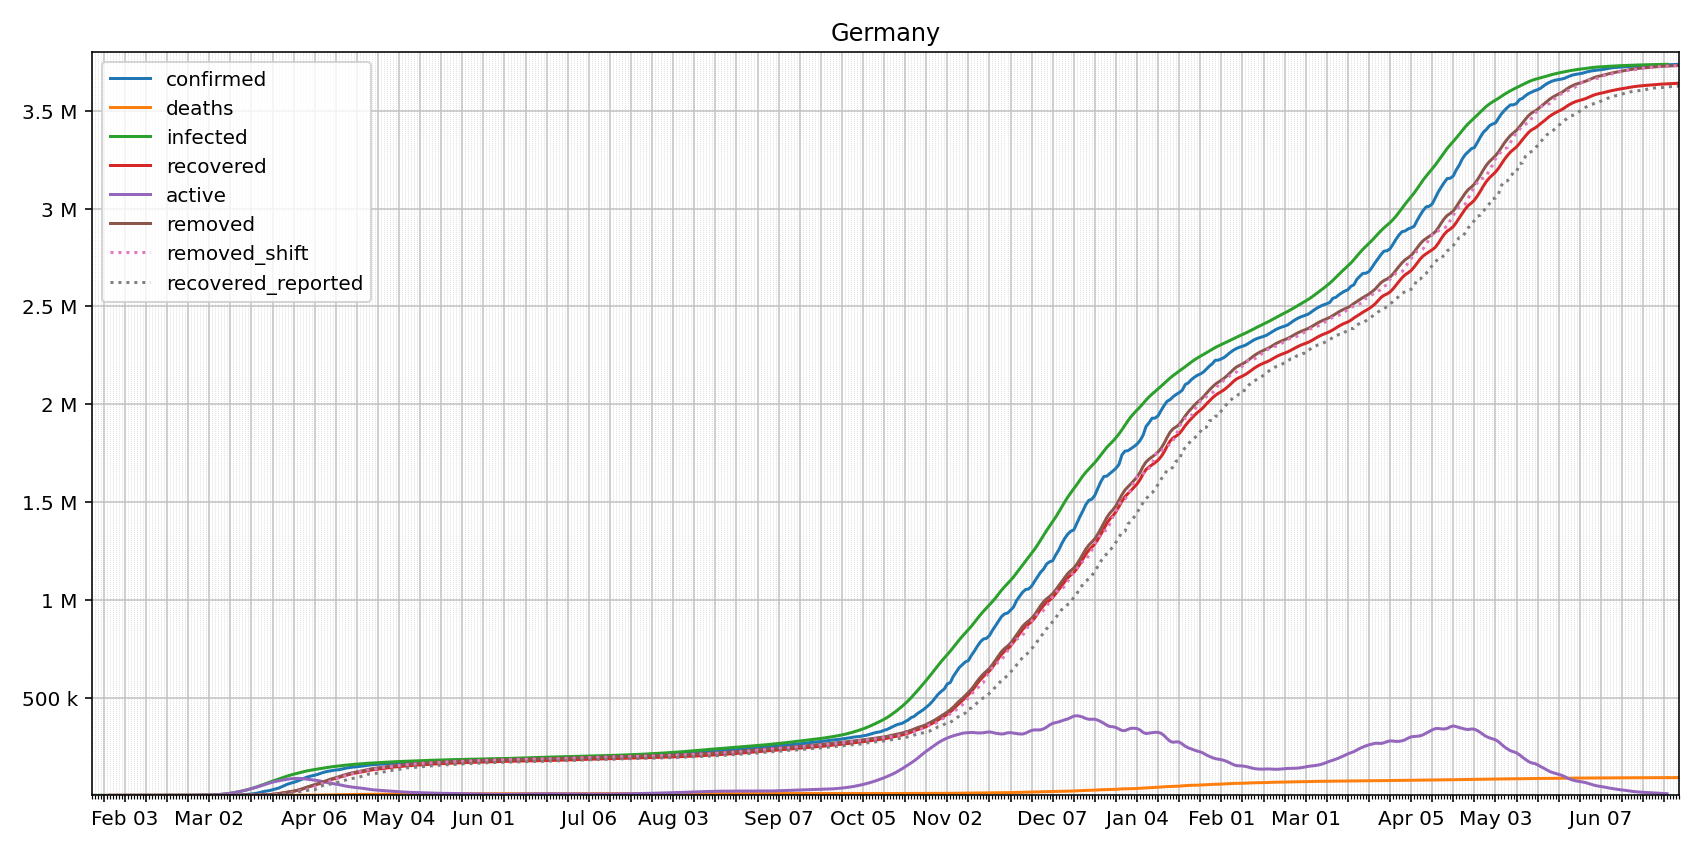 Germany
confirmed
deaths
infected
recovered
active
removed
removed_shift
recovered_reported
3.5 M
3 M
2.5 M
2 M
1.5 M
1 M
500 k
Feb 03 Mar 02 Apr 06 May 04 Jun 01 Jul 06 Aug 03 Sep 07 Oct 05 Nov 02 Dec 07 Jan 04 Feb 01 Mar 01 Apr 05 May 03 Jun 07